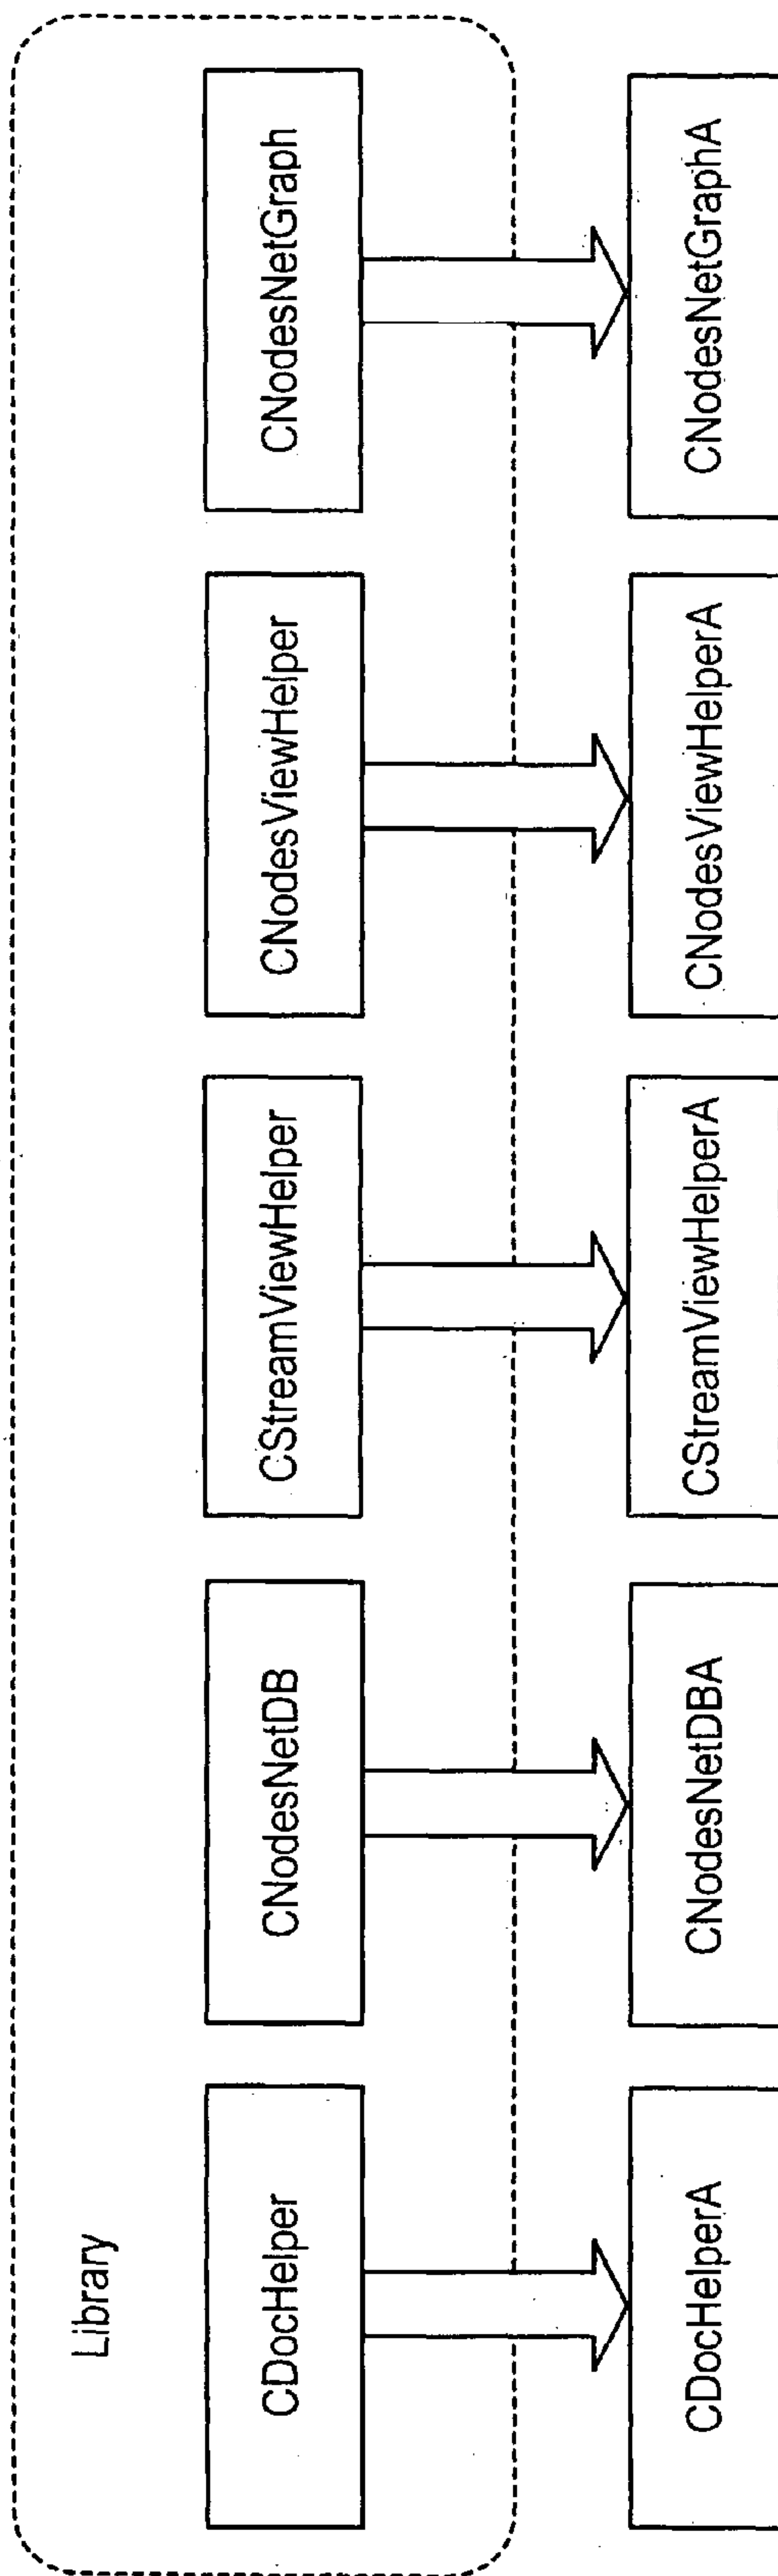 Library
CDocHelper
CNodesNetDB
CStreamViewHelper
CNodesViewHelper
CNodesNetGraph
CDocHelperA
CNodesNetDBA
CStreamViewHelperA
CNodesViewHelperA
CNodesNetGraphA